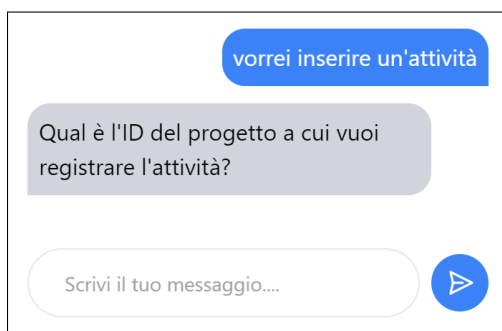 vorrei inserire un'attività
Qual è l'ID del progetto a cui vuoi
registrare l'attività?
Scrivi il tuo messaggio....